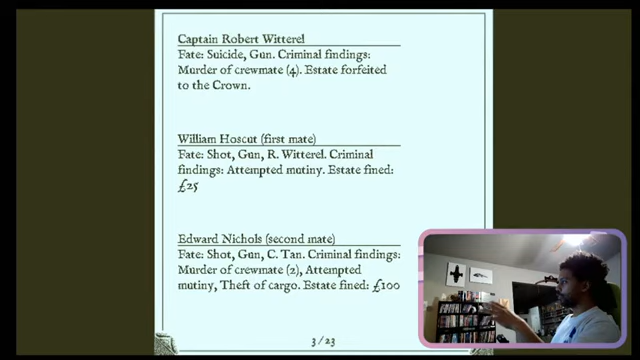 Captain Robert Witterel
Fate: Suicide, Gun. Criminal findings:
Murder of crewmate (4). Estate forfeited
to the Crown.
William Hoscut (first mate)
Fate: Shot, Gun, R. Witterel. Criminal
findings: Attempted mutiny. Estate fined:
£25
Edward Nichols (second mate)
Fate: Shot, Gun, C. Tan. Criminal findings:
Murder of crewmate (2), Attempted
mutiny, Theft of cargo. Estate fined: £100
3/23